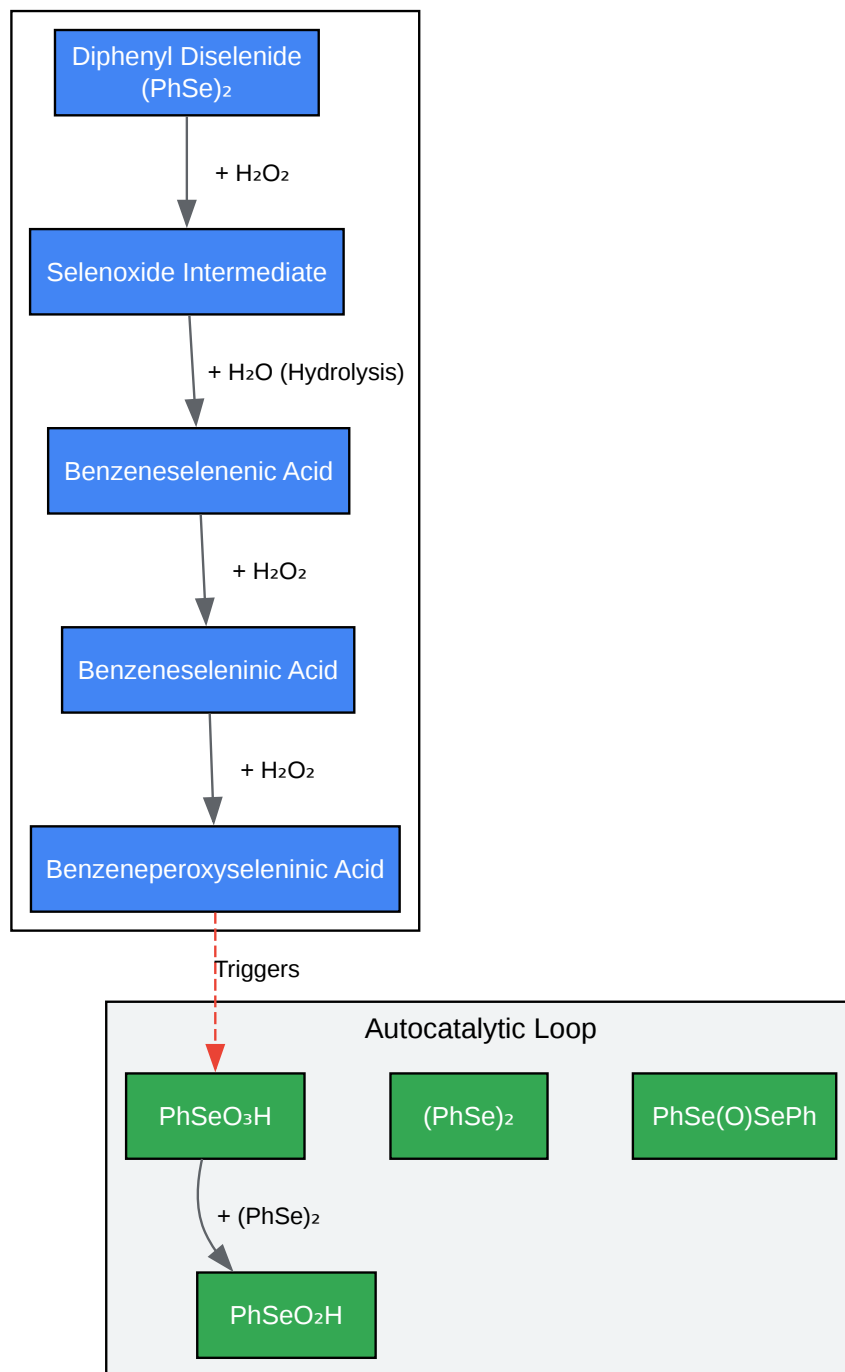 Diphenyl Diselenide
(PhSe)₂
+ H₂O₂
Selenoxide Intermediate
+ H₂O (Hydrolysis)
Benzeneselenenic Acid
+ H₂O₂
Benzeneseleninic Acid
+ H₂O₂
Benzeneperoxyseleninic Acid
Triggers
Autocatalytic Loop
PhSeO₃H
(PhSe)₂
PhSe(O)SePh
+ (PhSe)₂
PhSeO₂H